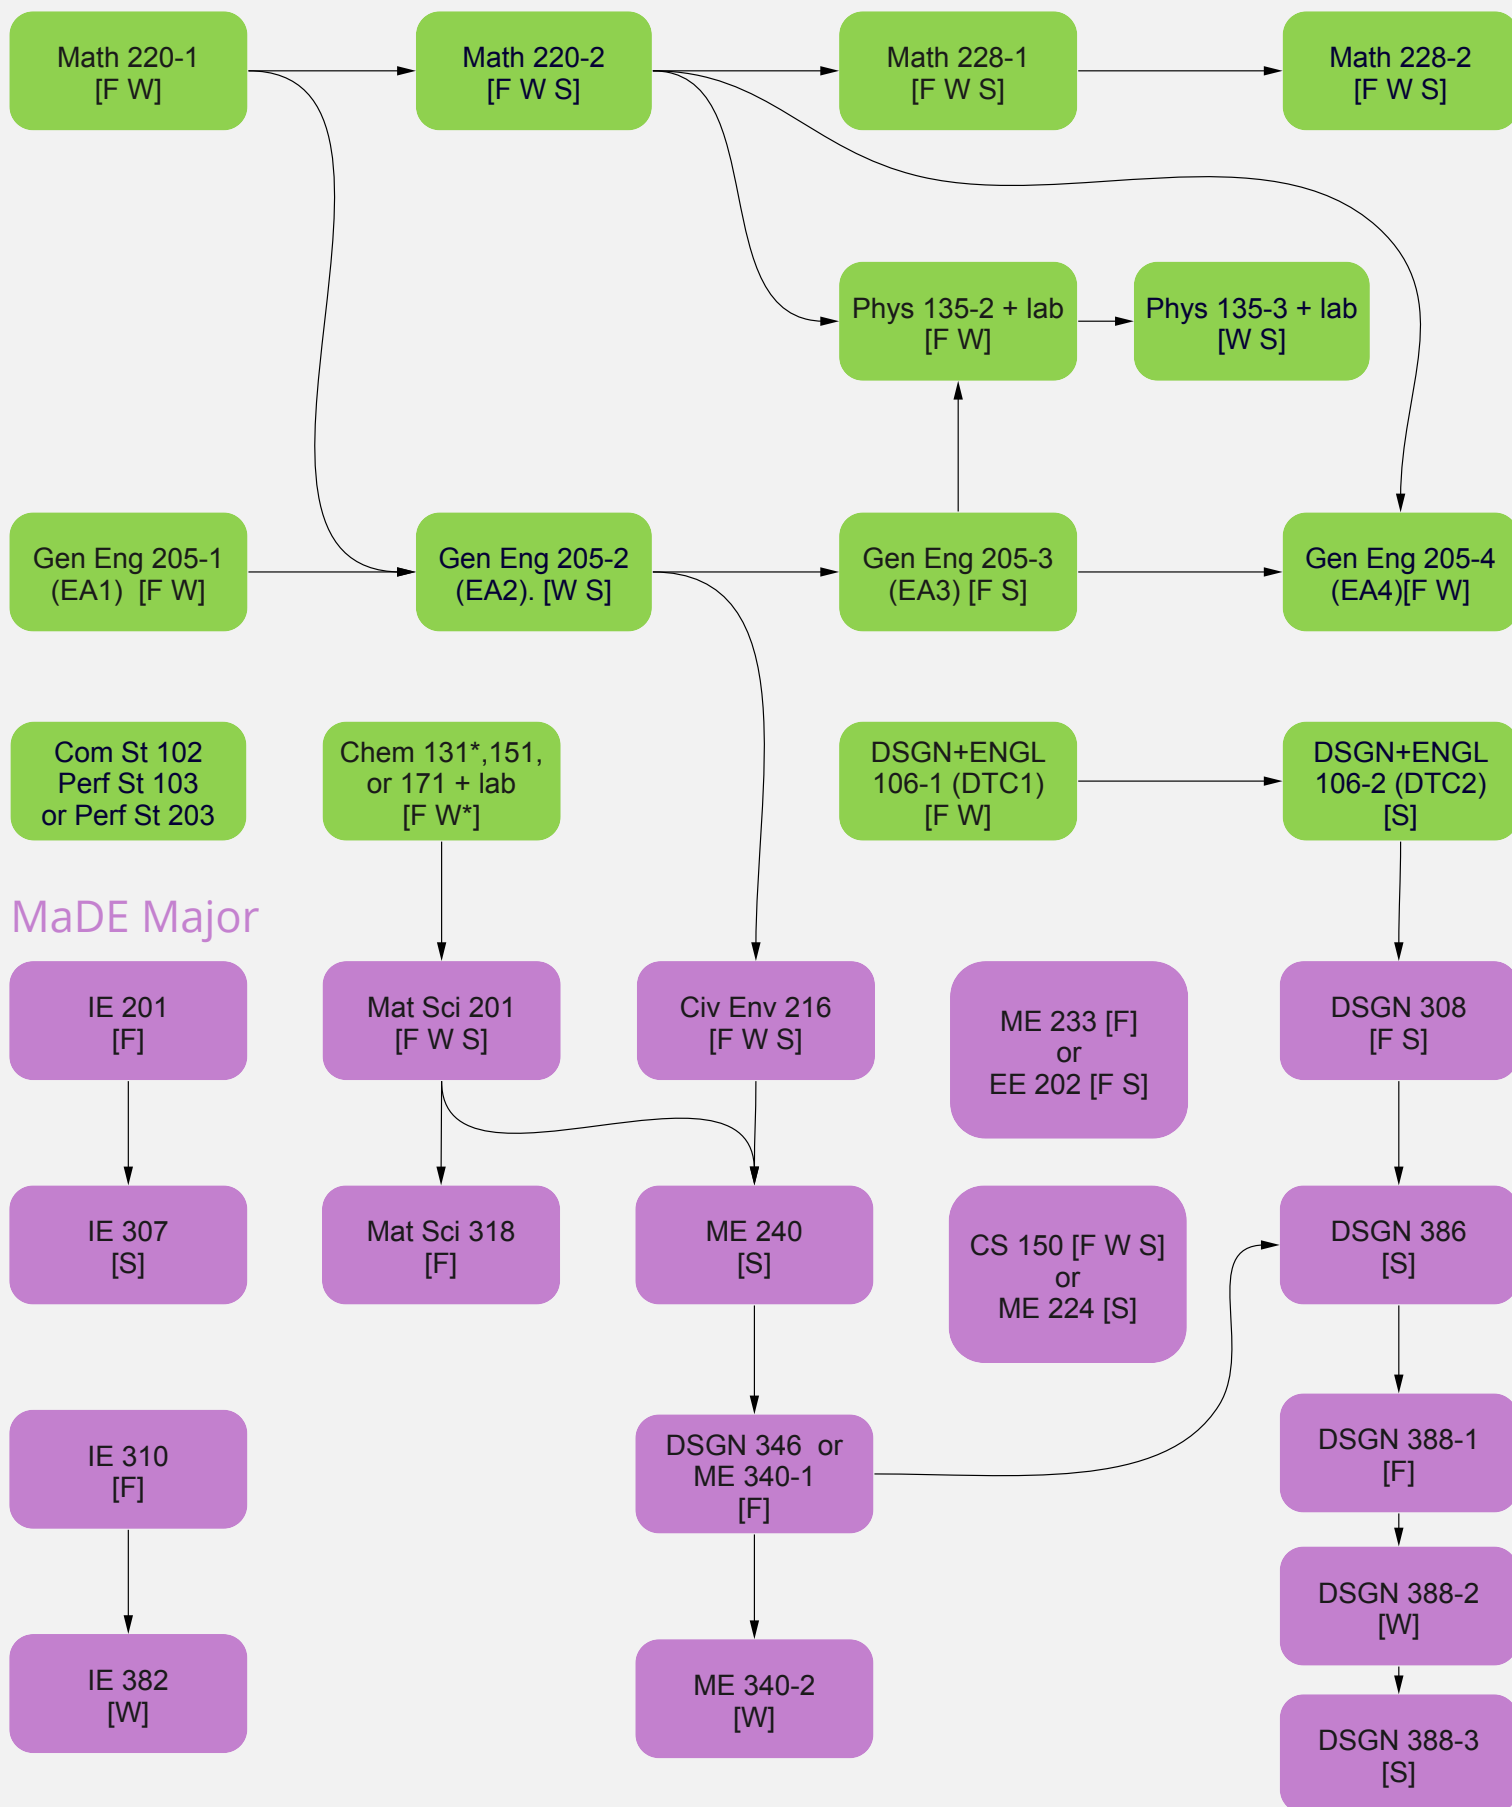 Math 220-1
[F W]
Math 220-2
[F W S]
Math 228-1
[F W S]
Math 228-2
[F W S]
Phys 135-2 + lab
[F W]
Phys 135-3 + lab
[W S]
Gen Eng 205-1
(EA1)  [F W]
Gen Eng 205-2
(EA2). [W S]
Gen Eng 205-3
(EA3) [F S]
Gen Eng 205-4
(EA4)[F W]
Com St 102
Perf St 103
or Perf St 203
Chem 131*,151,
or 171 + lab
[F W*]
DSGN+ENGL
106-1 (DTC1)
[F W]
DSGN+ENGL
106-2 (DTC2)
[S]
MaDE Major
IE 201
[F]
Mat Sci 201
[F W S]
Civ Env 216
[F W S]
ME 233 [F]
or
EE 202 [F S]
DSGN 308
[F S]
IE 307
[S]
Mat Sci 318
[F]
ME 240
[S]
CS 150 [F W S]
or
ME 224 [S]
DSGN 386
[S]
IE 310
[F]
DSGN 346  or
ME 340-1
[F]
DSGN 388-1
[F]
DSGN 388-2
[W]
IE 382
[W]
ME 340-2
[W]
DSGN 388-3
[S]